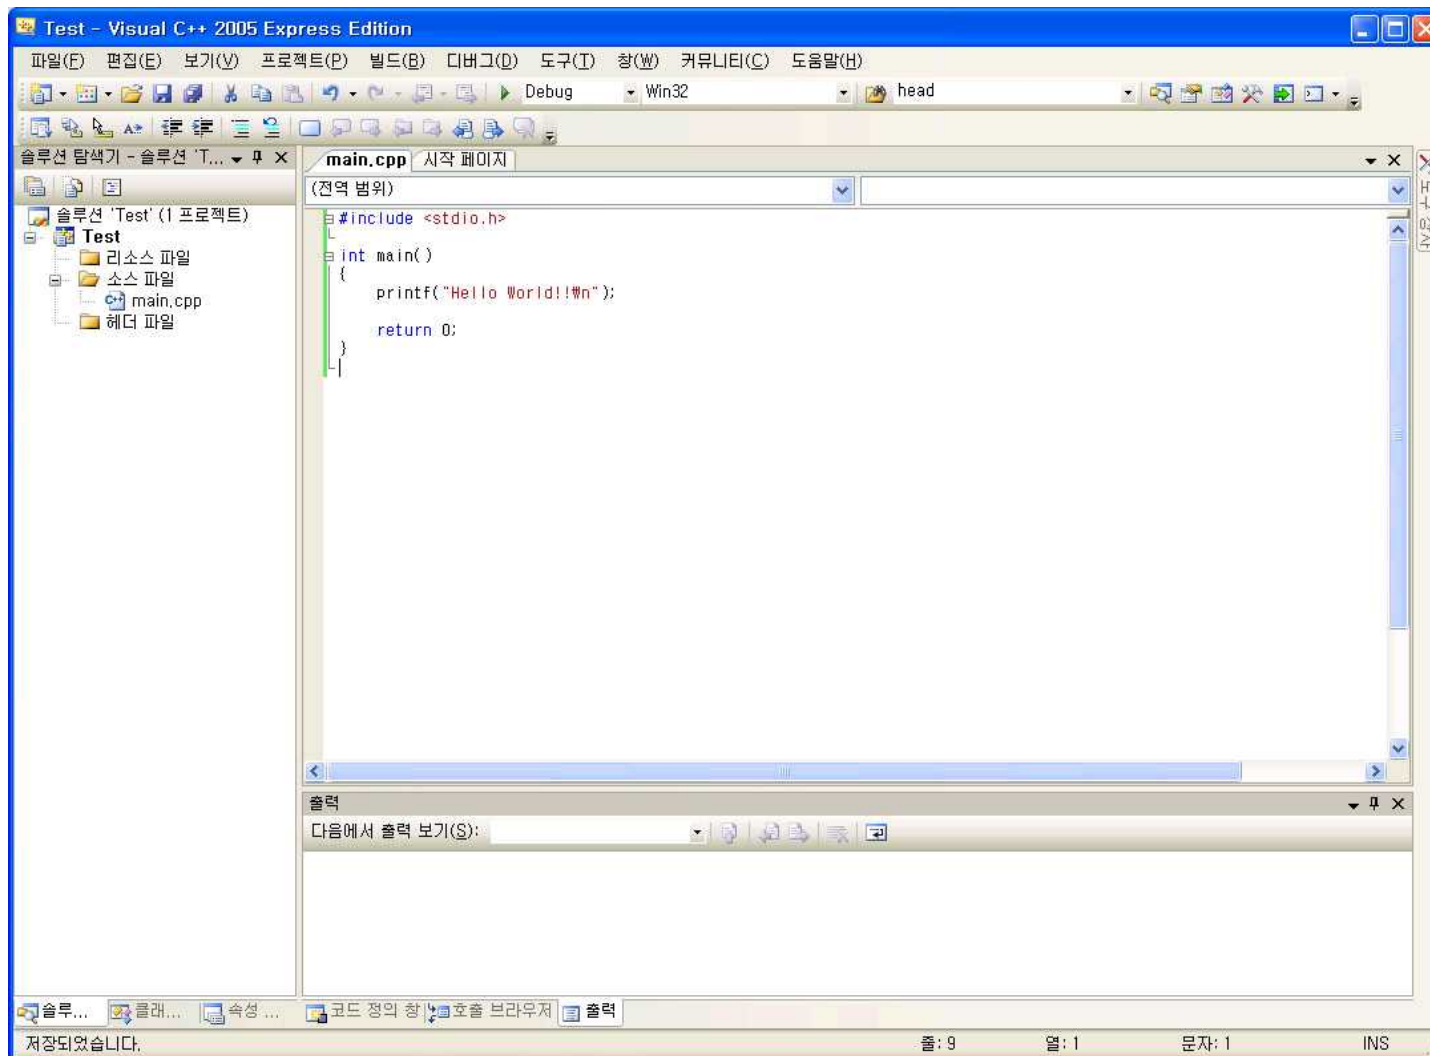 Test - Visual C++ 2005 Express Edition
파일(F) 편집(E) 보기(V) 프로젝트(P) 빌드(B) 디버그(D) 도구(T) 창(W) 커뮤니티(C) 도움말(H)
Debug Win32 head
솔루션 탐색기 - 솔루션 'T...
솔루션 'Test' (1 프로젝트)
Test
리소스 파일
소스 파일
main.cpp
헤더 파일
main.cpp 시작 페이지
(전역 범위)
#include <stdio.h>
int main()
{
printf("Hello World!!₩n");
return 0;
}
출력
다음에서 출력 보기(S):
솔루... 클래... 속성 ...
코드 정의 창 호출 브라우저 출력
저장되었습니다. 줄: 9 열: 1 문자: 1 INS